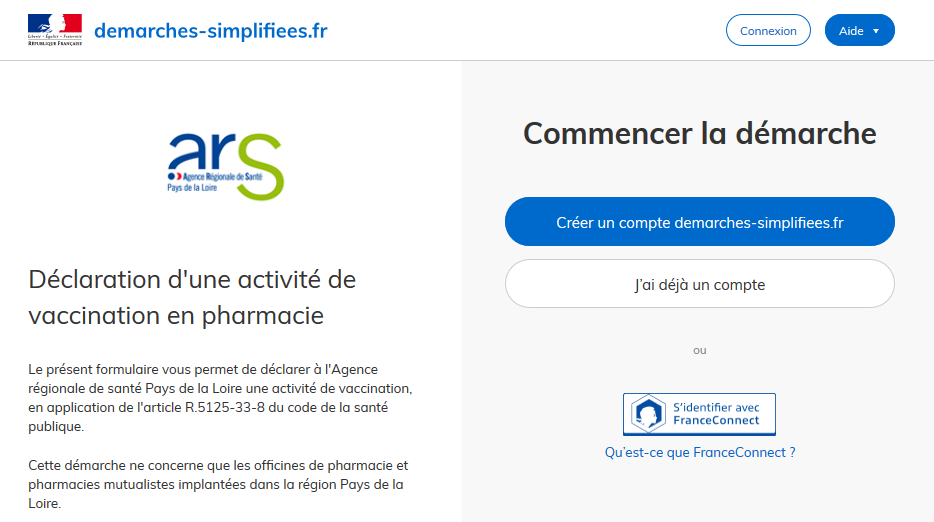 Liberté • Égalité • Fraternité
RÉPUBLIQUE FRANÇAISE
demarches-simplifiees.fr
Connexion
Aide
ars
Agence Régionale de Santé
Pays de la Loire
Déclaration d'une activité de
vaccination en pharmacie
Le présent formulaire vous permet de déclarer à l'Agence
régionale de santé Pays de la Loire une activité de vaccination,
en application de l'article R.5125-33-8 du code de la santé
publique.
Cette démarche ne concerne que les officines de pharmacie et
pharmacies mutualistes implantées dans la région Pays de la
Loire.
Commencer la démarche
Créer un compte demarches-simplifiees.fr
J'ai déjà un compte
ou
S'identifier avec
FranceConnect
Qu'est-ce que FranceConnect ?